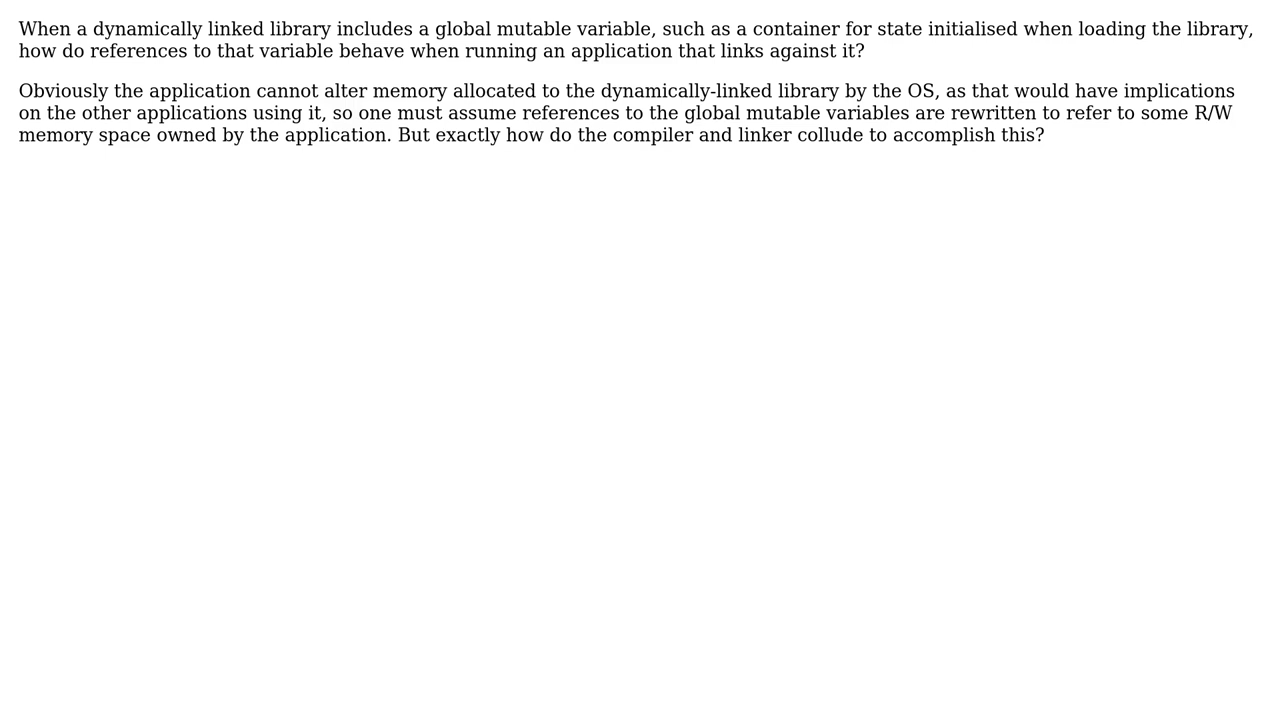 When a dynamically linked library includes a global mutable variable, such as a container for state initialised when loading the library,
how do references to that variable behave when running an application that links against it?
Obviously the application cannot alter memory allocated to the dynamically-linked library by the OS, as that would have implications
on the other applications using it, so one must assume references to the global mutable variables are rewritten to refer to some R/W
memory space owned by the application. But exactly how do the compiler and linker collude to accomplish this?